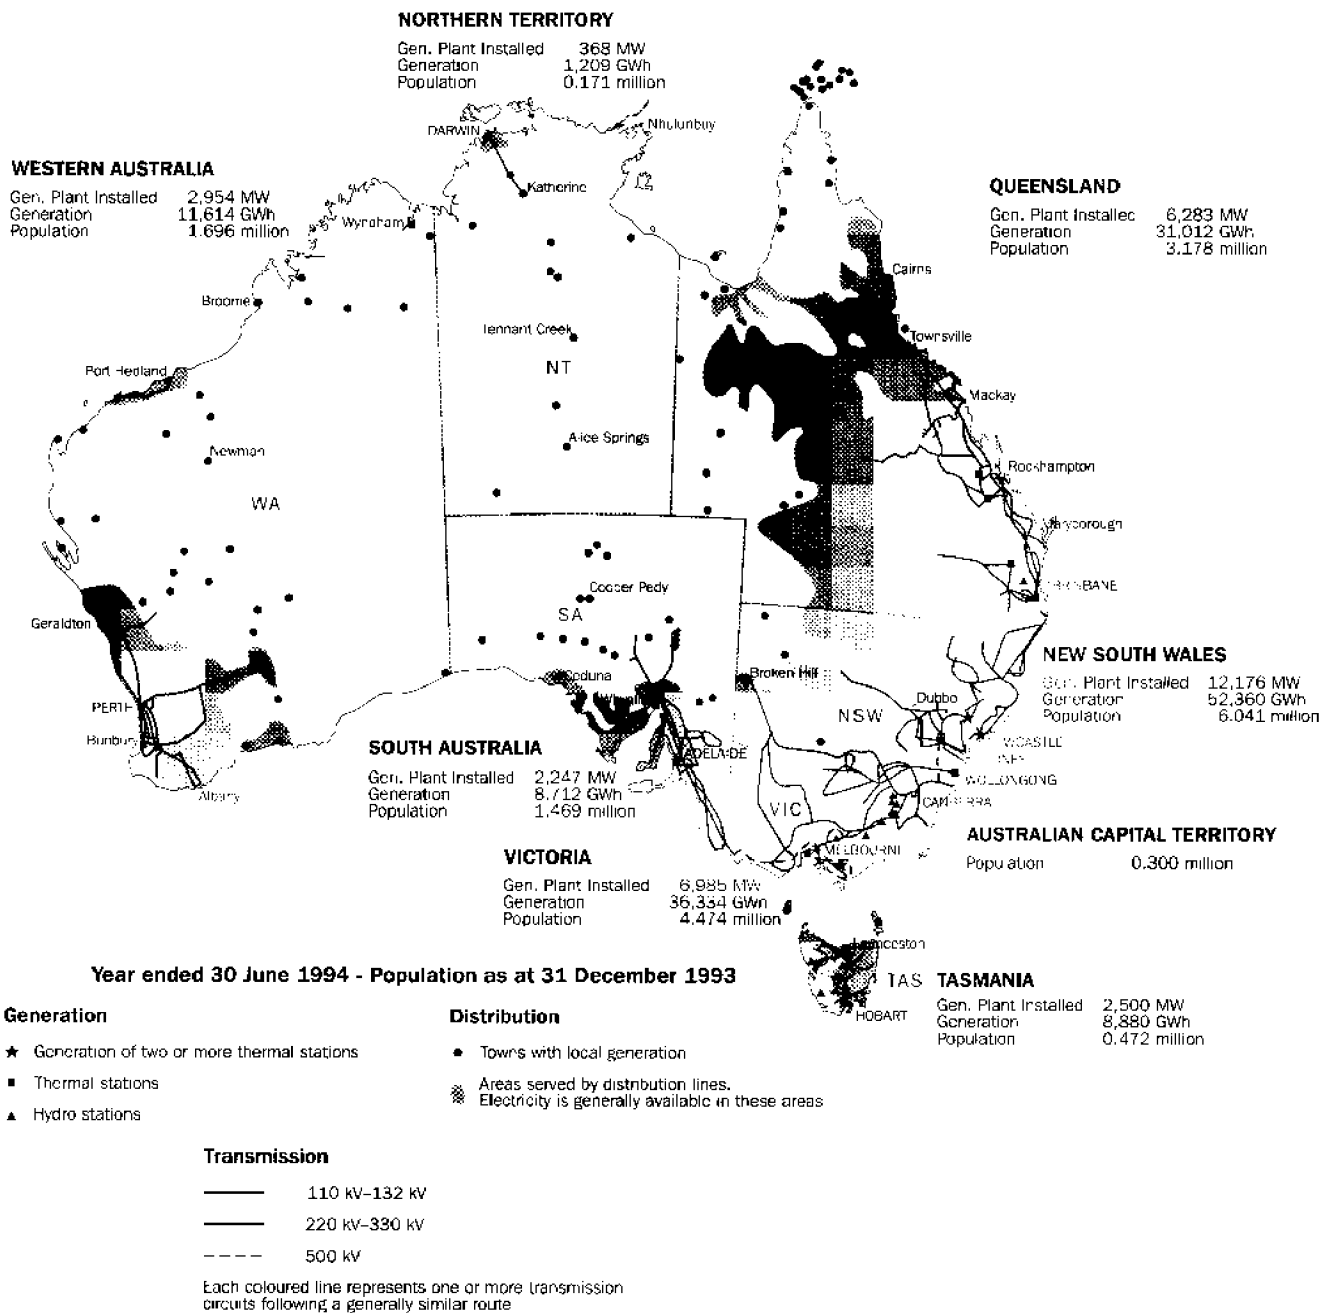 NORTHERN TERRITORY
Gen. Plant Installed 368 MW
Generation 1,209 GWh
Population 0.171 million
DARWIN
Nhulunbuy
Katherine
WESTERN AUSTRALIA
Gen. Plant Installed 2,954 MW
Generation 11,614 GWh
Population 1.696 million
Wyndham
QUEENSLAND
Gen. Plant Installed 6,283 MW
Generation 31,012 GWh
Population 3.178 million
Cairns
Broome
Tennant Creek
Townsville
NT
Port Hedland
Mackay
Alice Springs
Newman
Rockhampton
WA
Maryborough
BRISBANE
Coober Pedy
SA
Geraldton
NEW SOUTH WALES
Gen. Plant Installed 12,176 MW
Generation 52,360 GWh
Population 6.041 million
Ceduna
Broken Hill
Dubbo
PERTH
NSW
Bunbury
SOUTH AUSTRALIA
Gen. Plant Installed 2,247 MW
Generation 8,712 GWh
Population 1,469 million
ADELAIDE
WOLLONGONG
Albany
VIC
CANBERRA
AUSTRALIAN CAPITAL TERRITORY
Population 0.300 million
MELBOURNE
VICTORIA
Gen. Plant Installed 6,985 MW
Generation 36,334 GWh
Population 4.474 million
Launceston
Year ended 30 June 1994 - Population as at 31 December 1993
TAS
TASMANIA
Gen. Plant Installed 2,500 MW
Generation 8,880 GWh
Population 0.472 million
HOBART
Generation
Generation of two or more thermal stations
Thermal stations
Hydro stations
Distribution
Towns with local generation
Areas served by distribution lines.
Electricity is generally available in these areas
Transmission
110 kV–132 kV
220 kV–330 kV
500 kV
Each coloured line represents one or more transmission
circuits following a generally similar route